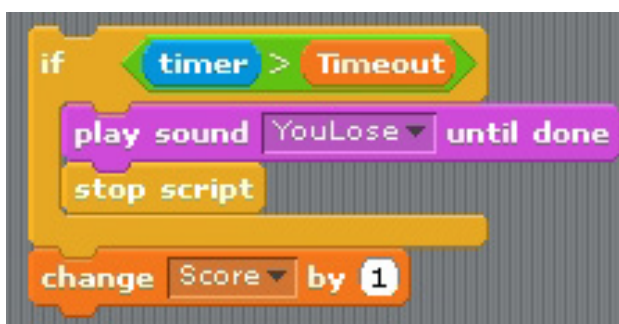 if timer > Timeout
play sound YouLose until done
stop script
change Score by 1